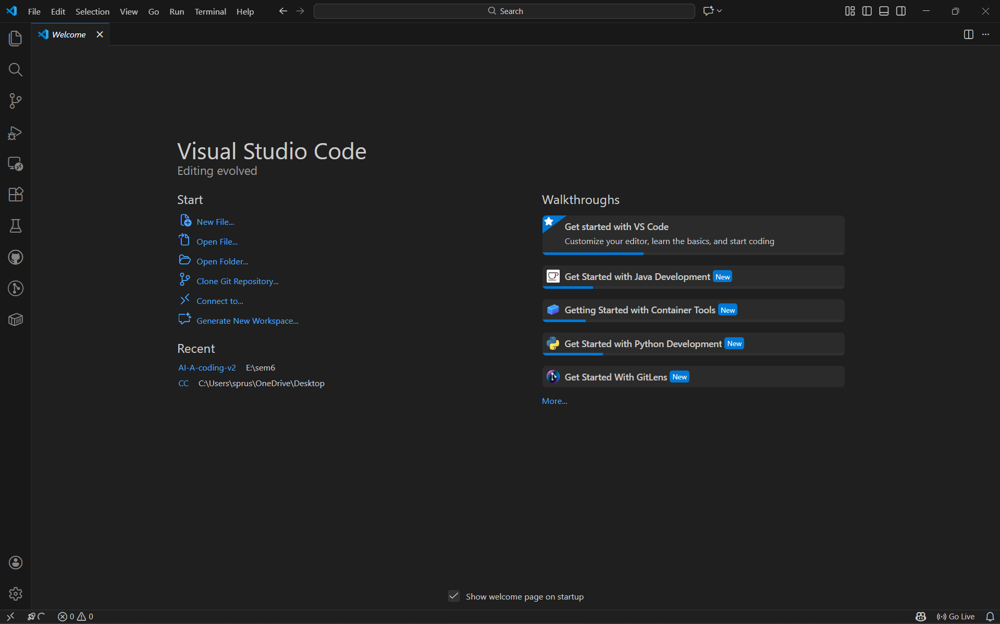 File Edit Selection View Go Run Terminal Help Search
Welcome
Visual Studio Code
Editing evolved
Start
New File...
Open File...
Open Folder...
Clone Git Repository...
Connect to...
Generate New Workspace...
Recent
AI-A-coding-v2 E:\sem6
CC C:\Users\sprus\OneDrive\Desktop
Walkthroughs
Get started with VS Code
Customize your editor, learn the basics, and start coding
Get Started with Java Development New
Getting Started with Container Tools New
Get Started with Python Development New
Get Started With GitLens New
More...
Show welcome page on startup
0 0 Go Live